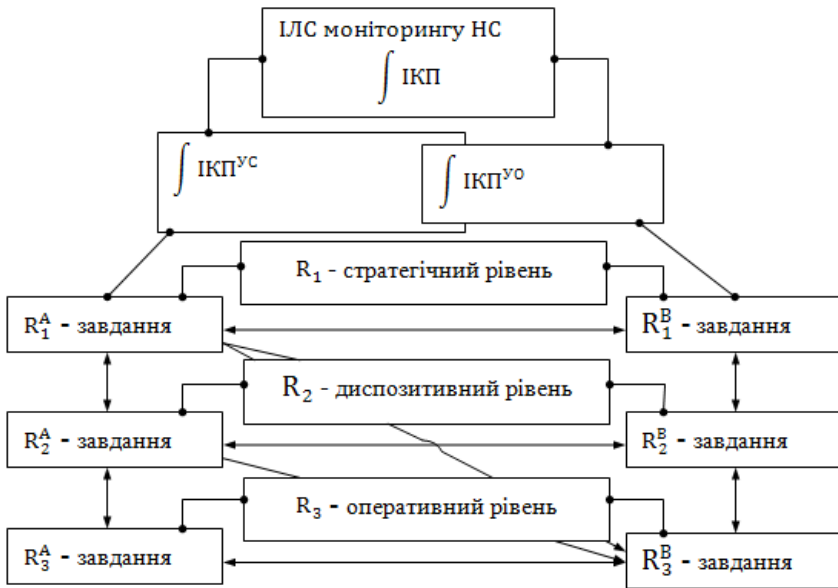 ІЛС моніторингу НС
∫ ІКП
∫ ІКП^УС
∫ ІКП^УО
R₁ - стратегічний рівень
R₁^A - завдання
R₁^B - завдання
R₂ - диспозитивний рівень
R₂^A - завдання
R₂^B - завдання
R₃ - оперативний рівень
R₃^A - завдання
R₃^B - завдання